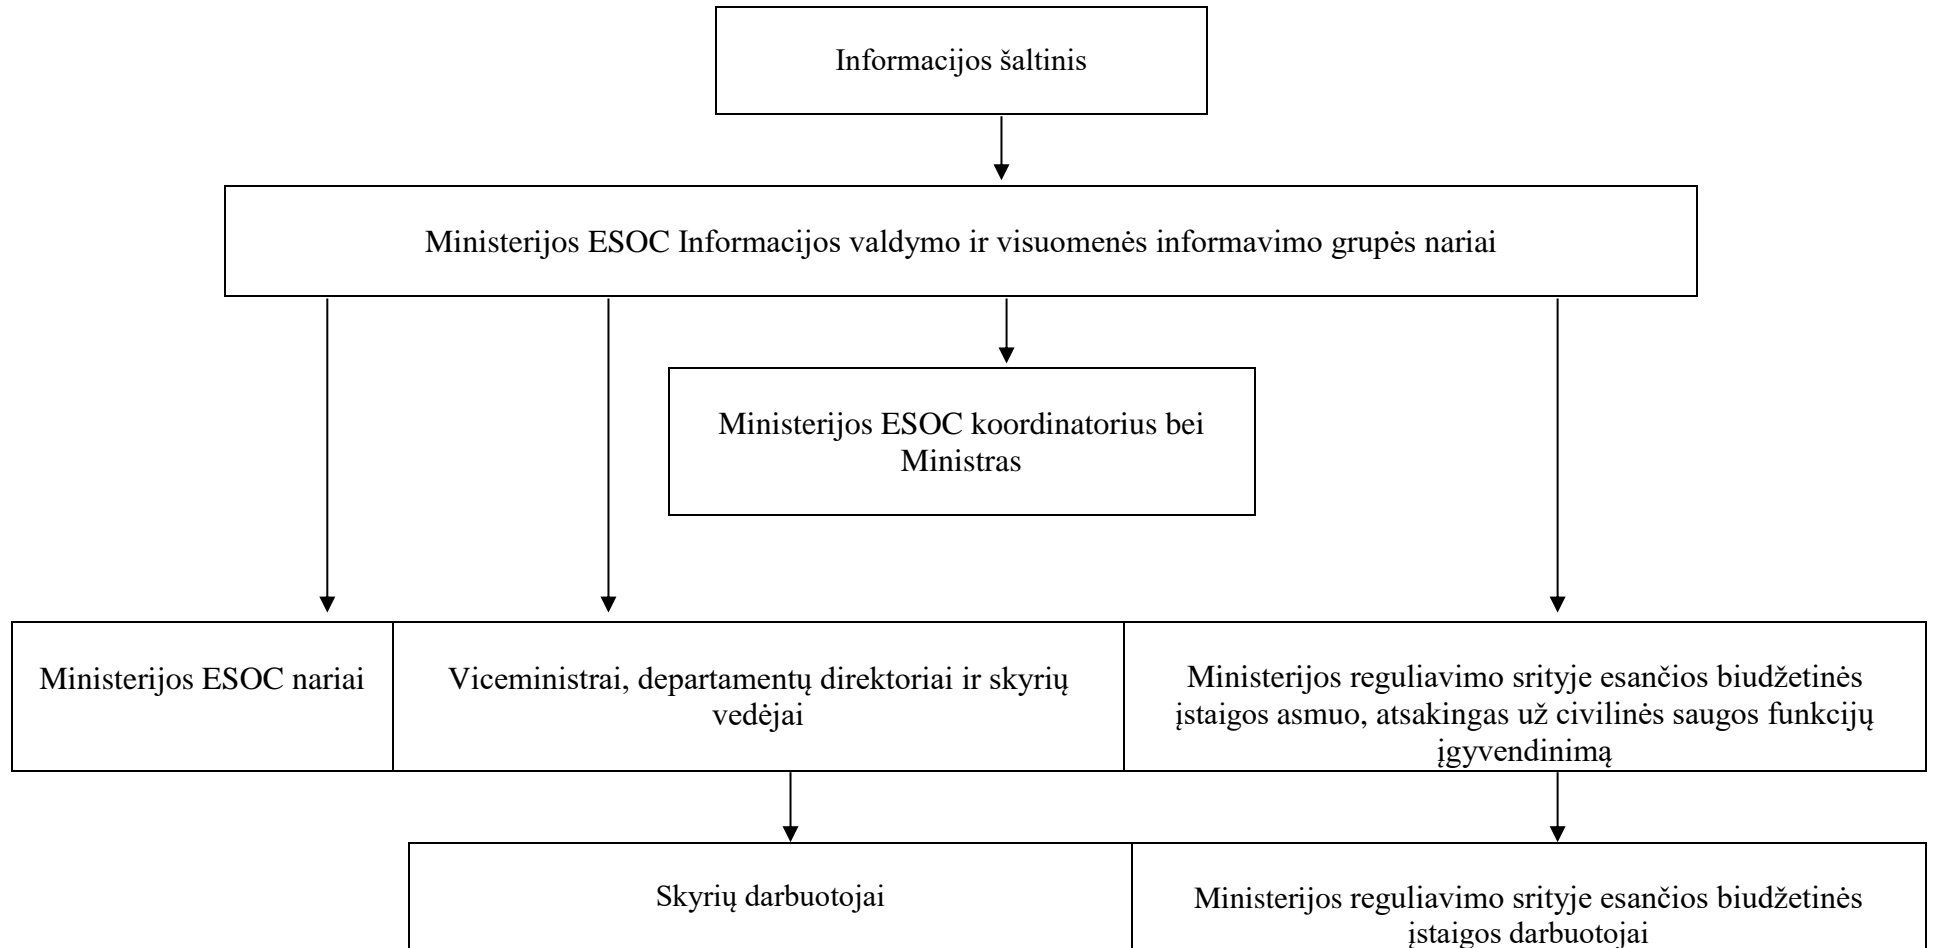 Informacijos šaltinis
Ministerijos ESOC Informacijos valdymo ir visuomenės informavimo grupės nariai
Ministerijos ESOC koordinatorius bei
Ministras
Ministerijos ESOC nariai
Viceministrai, departamentų direktoriai ir skyrių
vedėjai
Ministerijos reguliavimo srityje esančios biudžetinės
įstaigos asmuo, atsakingas už civilinės saugos funkcijų
įgyvendinimą
Skyrių darbuotojai
Ministerijos reguliavimo srityje esančios biudžetinės
įstaigos darbuotojai